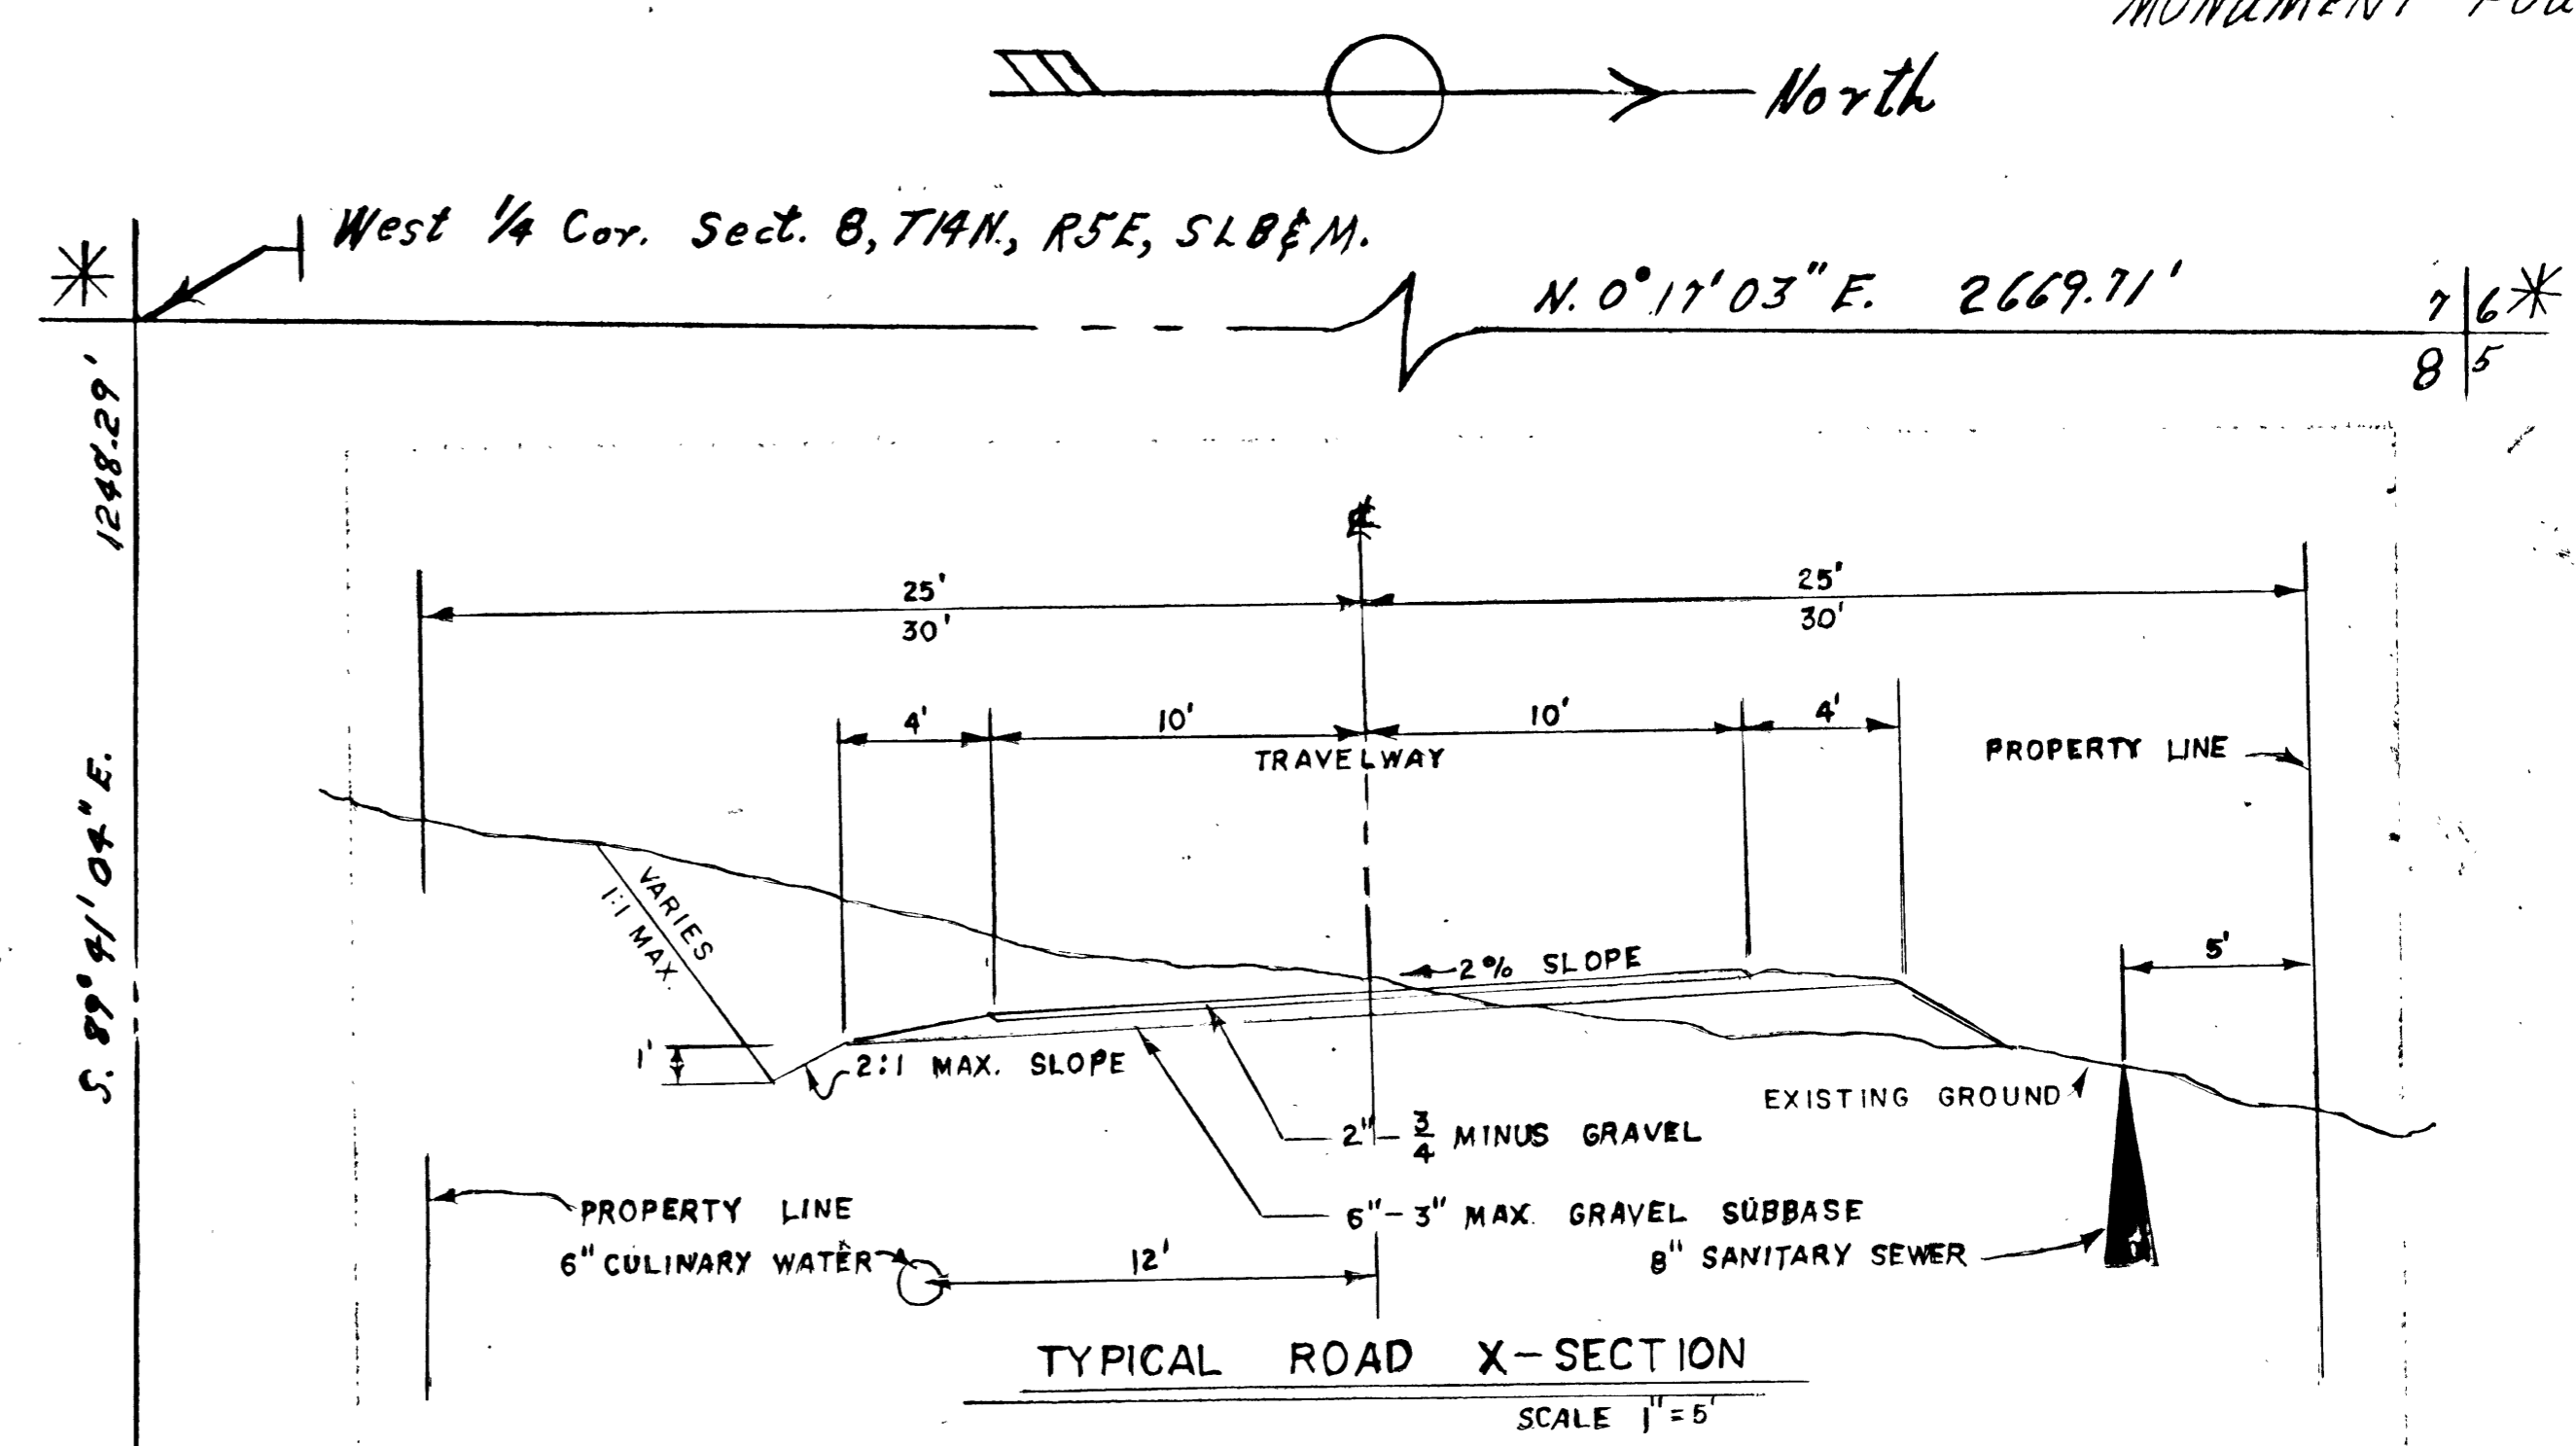 MONUMENT
North
West 1/4 Cor. Sect. 8, T14N., R5E, SLB&M.
N. 0°17'03" E. 2669.71'
7 6
8 5
1248.29'
S. 89°41'04" E.
℄
25' 25'
30' 30'
4' 10' 10' 4'
TRAVELWAY
PROPERTY LINE
VARIES
1:1 MAX.
2% SLOPE
5'
1'
2:1 MAX. SLOPE
EXISTING GROUND
2"-3/4 MINUS GRAVEL
PROPERTY LINE
6"-3" MAX. GRAVEL SUBBASE
6" CULINARY WATER
12'
8" SANITARY SEWER
TYPICAL ROAD X-SECTION
SCALE 1"=5'